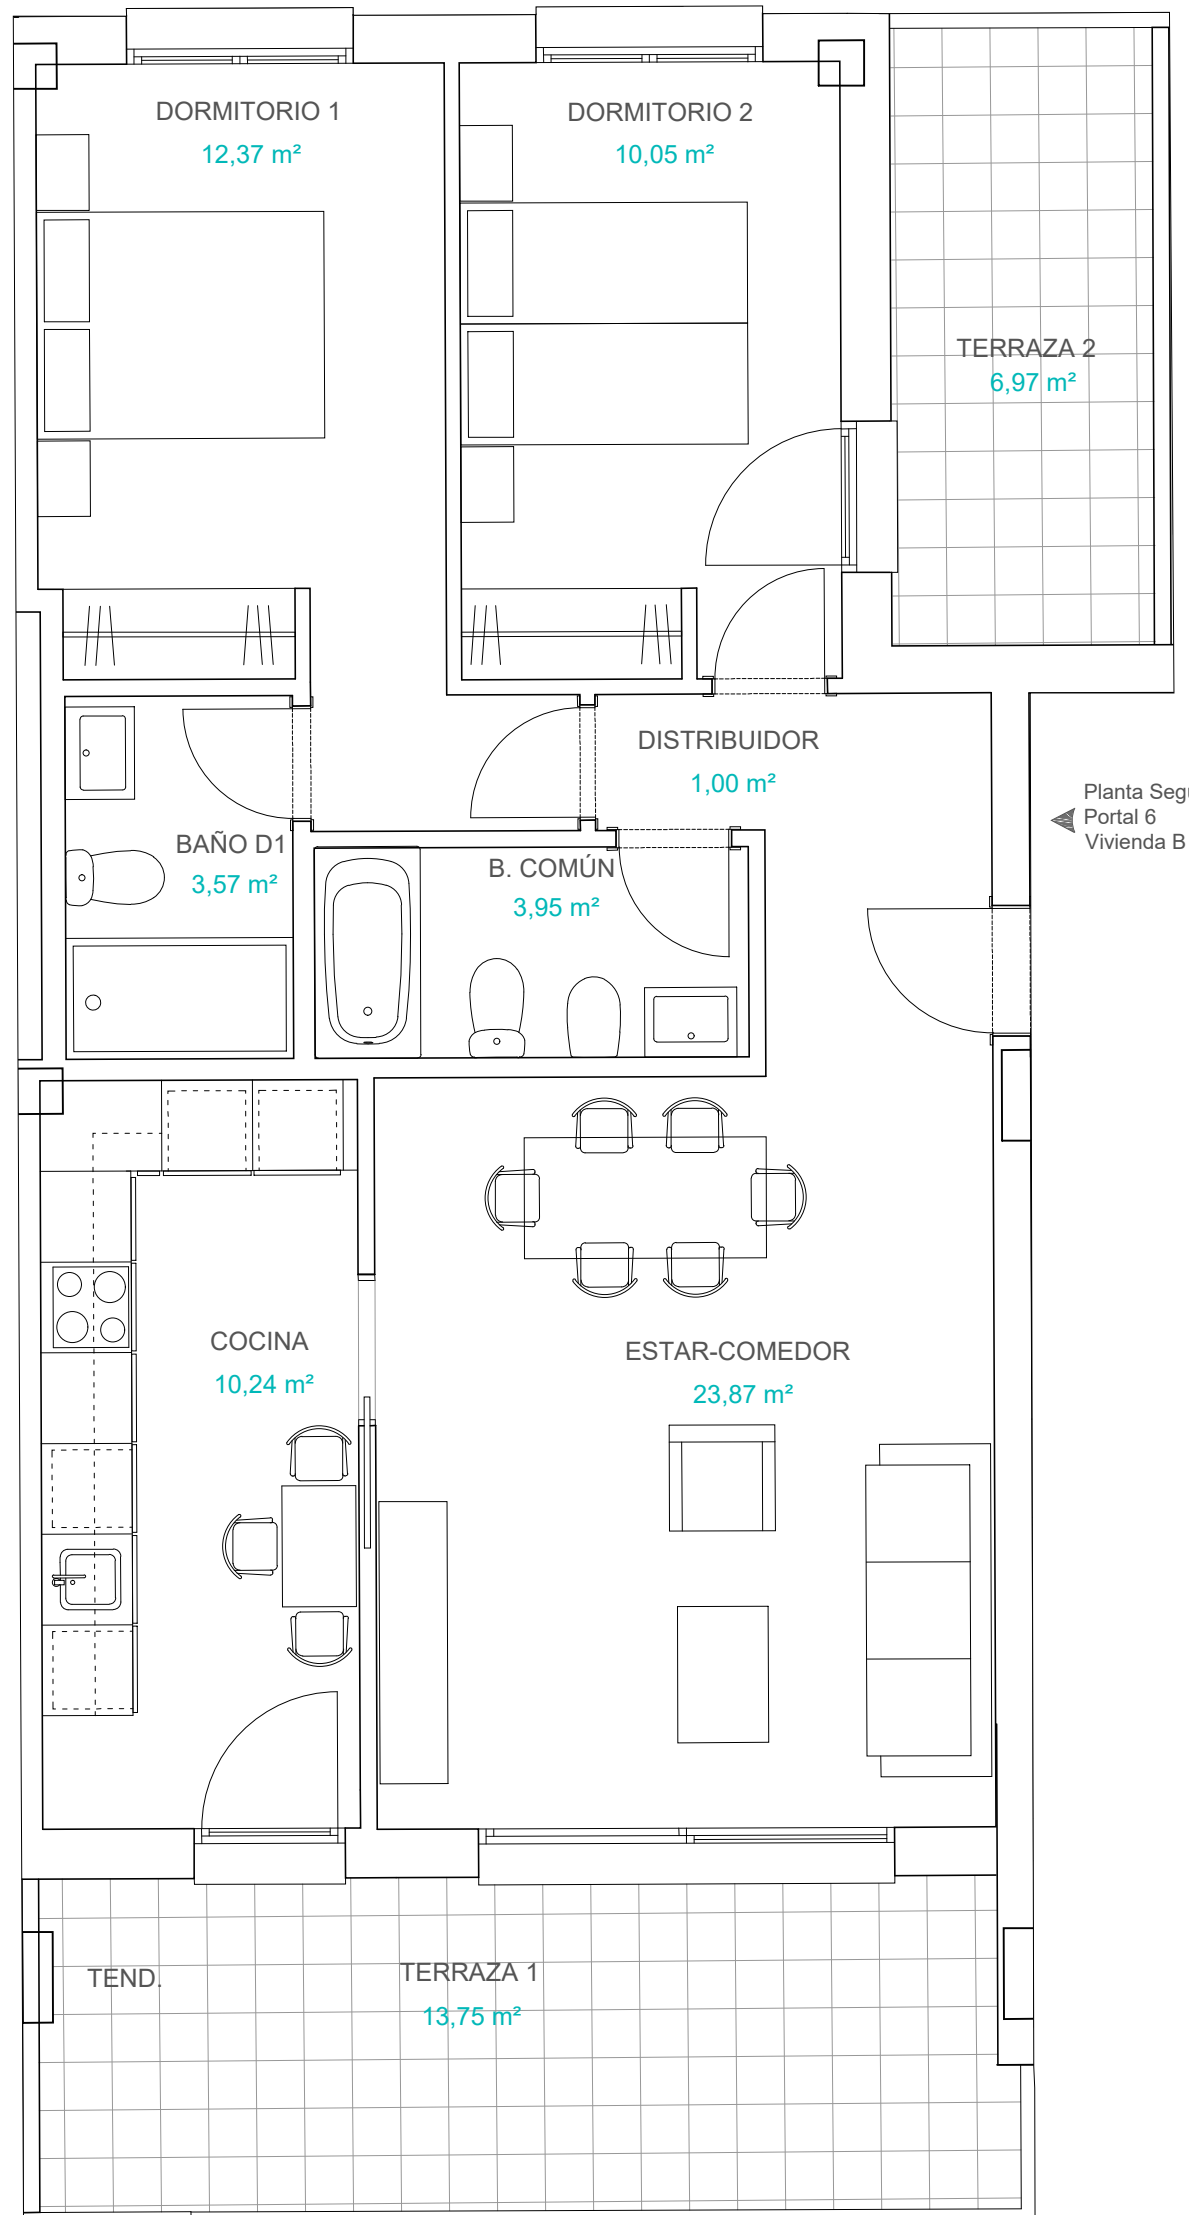 DORMITORIO 1
12,37 m²
DORMITORIO 2
10,05 m²
TERRAZA 2
6,97 m²
DISTRIBUIDOR
1,00 m²
Planta
Portal 6
Vivienda B
BAÑO D1
3,57 m²
B. COMÚN
3,95 m²
COCINA
10,24 m²
ESTAR-COMEDOR
23,87 m²
TEND.
TERRAZA 1
13,75 m²